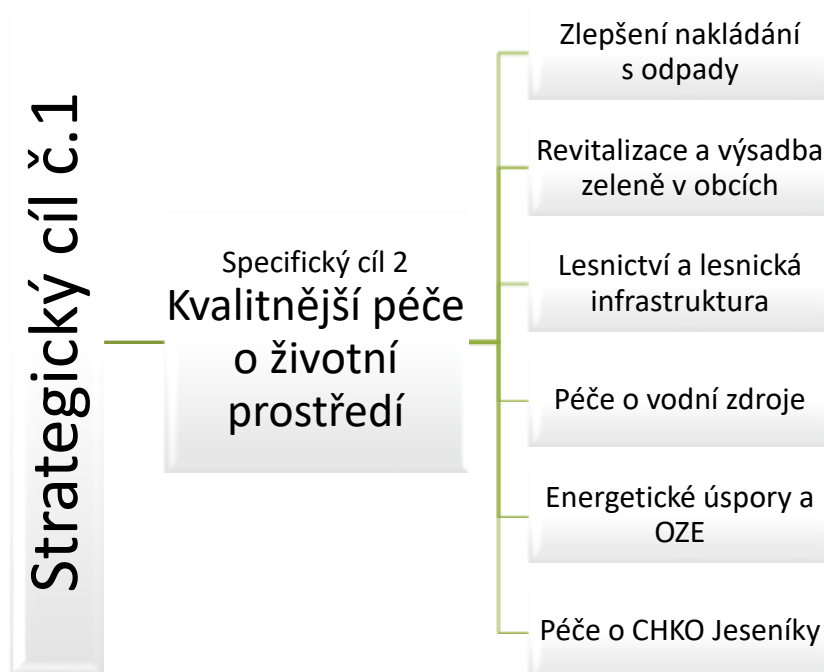 Strategický cíl č.1
Specifický cíl 2
Kvalitnější péče
o životní
prostředí
Zlepšení nakládání
s odpady
Revitalizace a výsadba
zeleně v obcích
Lesnictví a lesnická
infrastruktura
Péče o vodní zdroje
Energetické úspory a
OZE
Péče o CHKO Jeseníky